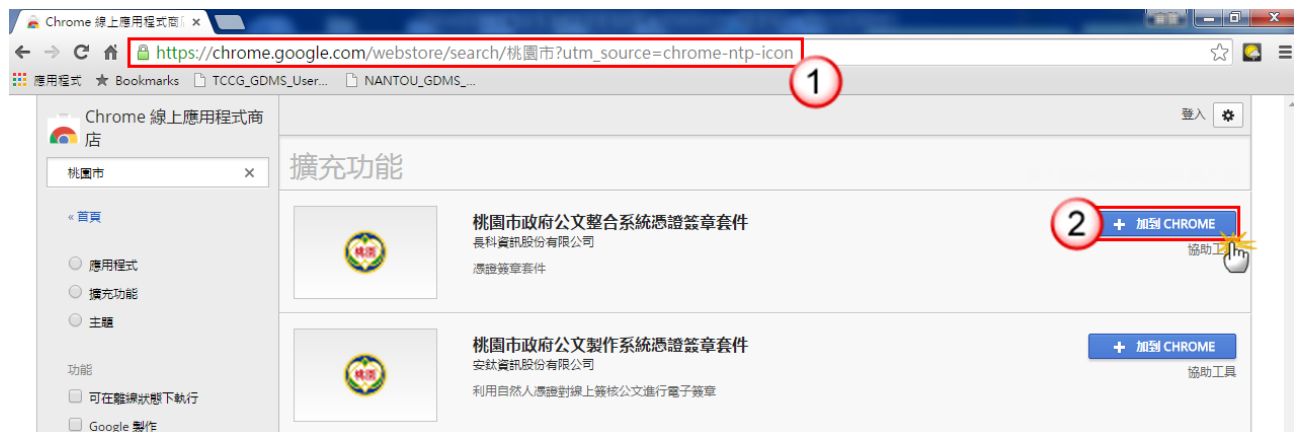 Chrome 線上應用程式商店
https://chrome.google.com/webstore/search/桃園市?utm_source=chrome-ntp-icon
1
應用程式 Bookmarks TCCG_GDMS_User... NANTOU_GDMS_...
Chrome 線上應用程式商
店
登入
桃園市
擴充功能
«首頁
應用程式
擴充功能
主題
功能
可在離線狀態下執行
Google 製作
桃園市政府公文整合系統憑證簽章套件
長科資訊股份有限公司
憑證簽章套件
2
+ 加到 CHROME
協助工
桃園市政府公文製作系統憑證簽章套件
安鈦資訊股份有限公司
利用自然人憑證對線上簽核公文進行電子簽章
+ 加到 CHROME
協助工具